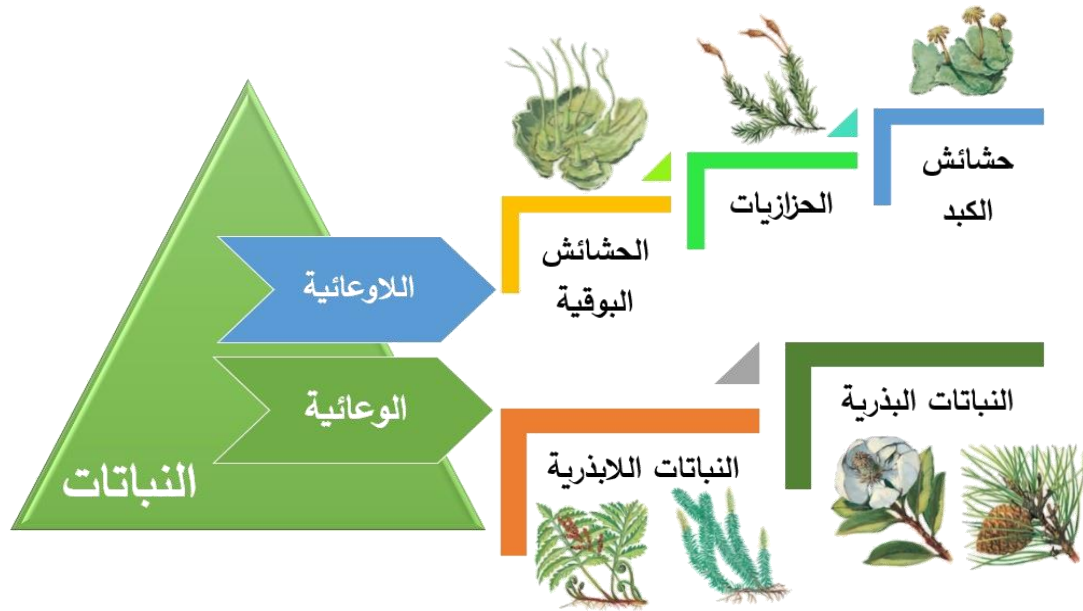 النباتات
اللاوعائية
الحشائش
البوقية
الحزازيات
حشائش
الكبد
الوعائية
النباتات اللابذرية
النباتات البذرية